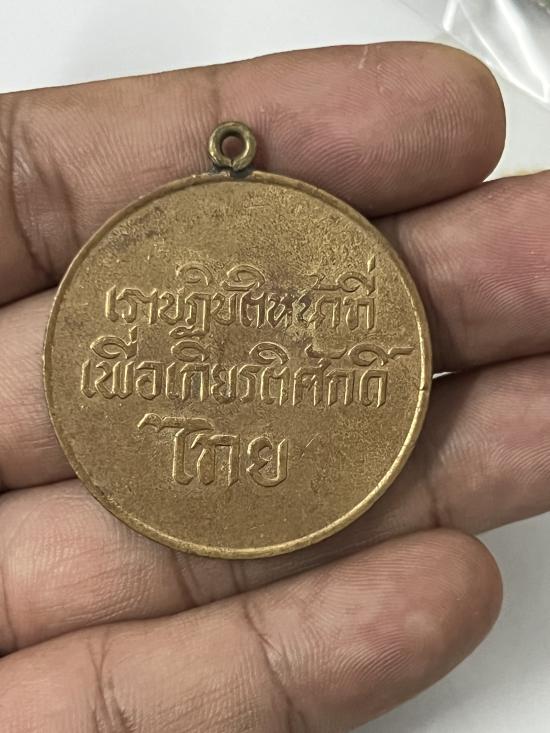 เราปฏิบัติหน้าที่
เพื่อเกียรติศักดิ์
ไทย